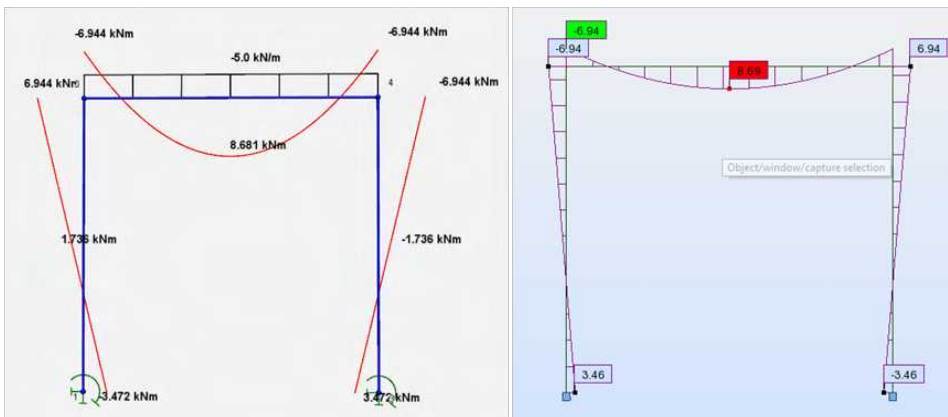 -6.944 kNm
-6.944 kNm
-5.0 kN/m
4
6.944 kNm
-6.944 kNm
8.681 kNm
1.736 kNm
-1.736 kNm
-3.472 kNm
3.472 kNm
-6.94
-6.94
6.94
8.69
Object/window/capture selection
3.46
-3.46